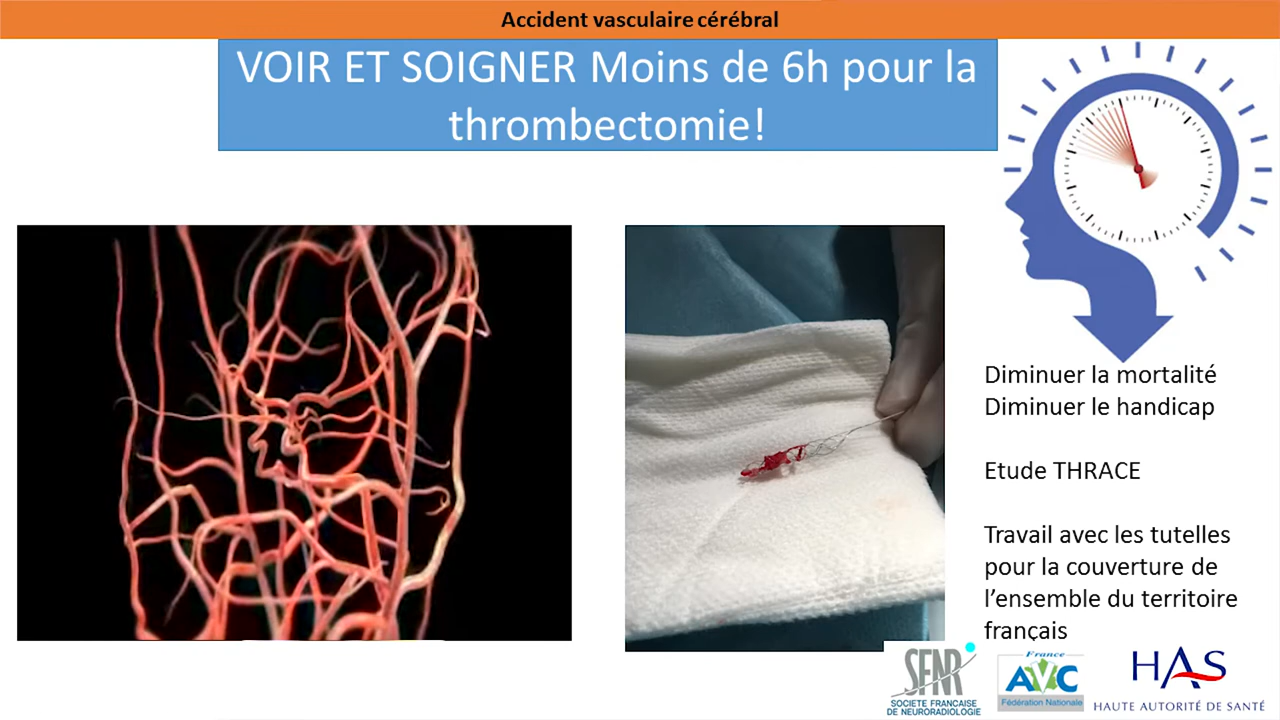 Accident vasculaire cérébral
VOIR ET SOIGNER Moins de 6h pour la
thrombectomie!
Diminuer la mortalité
Diminuer le handicap
Etude THRACE
Travail avec les tutelles
pour la couverture de
l’ensemble du territoire
français
SFNR
SOCIETE FRANCAISE
DE NEURORADIOLOGIE
France
AVC
Fédération Nationale
HAS
HAUTE AUTORITÉ DE SANTÉ